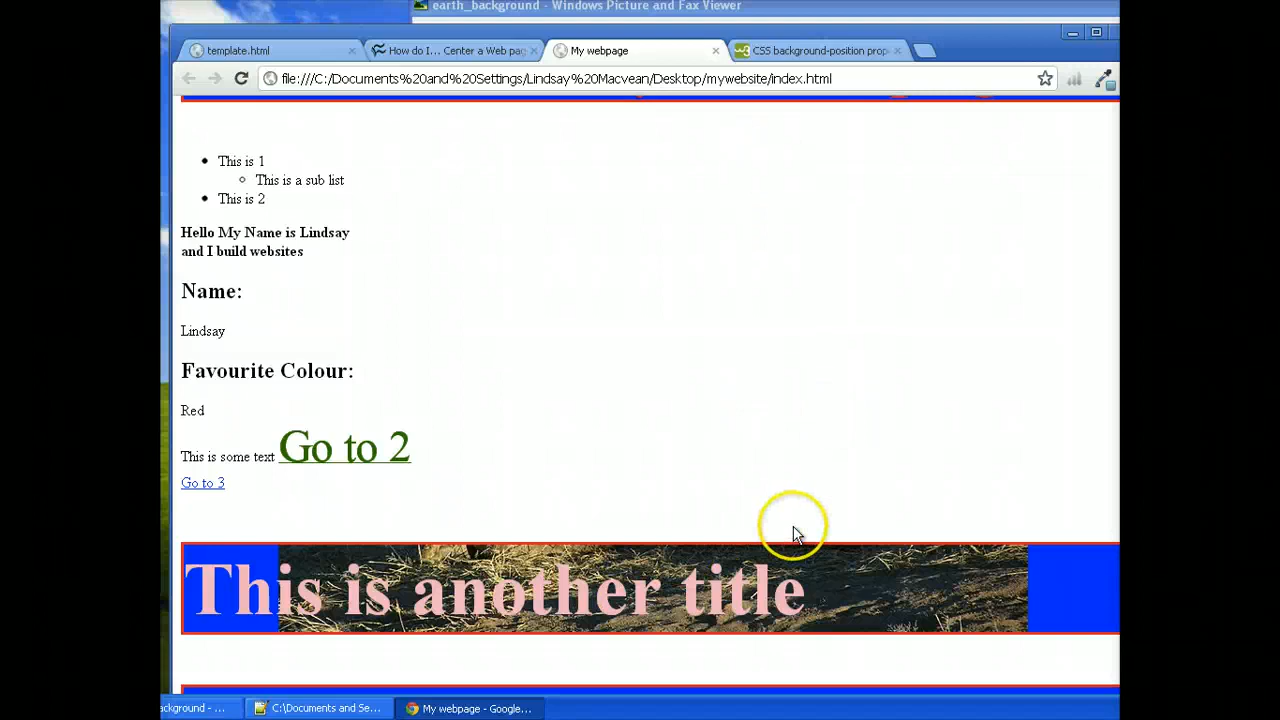 earth_background - Windows Picture and Fax Viewer
template.html
How do I... Center a Web pag
My webpage
CSS background-position prop
file:///C:/Documents%20and%20Settings/Lindsay%20Macvean/Desktop/mywebsite/index.html
This is 1
This is a sub list
This is 2
Hello My Name is Lindsay
and I build websites
Name:
Lindsay
Favourite Colour:
Red
This is some text Go to 2
Go to 3
This is another title
ackground - ...
C:\Documents and Se...
My webpage - Google...